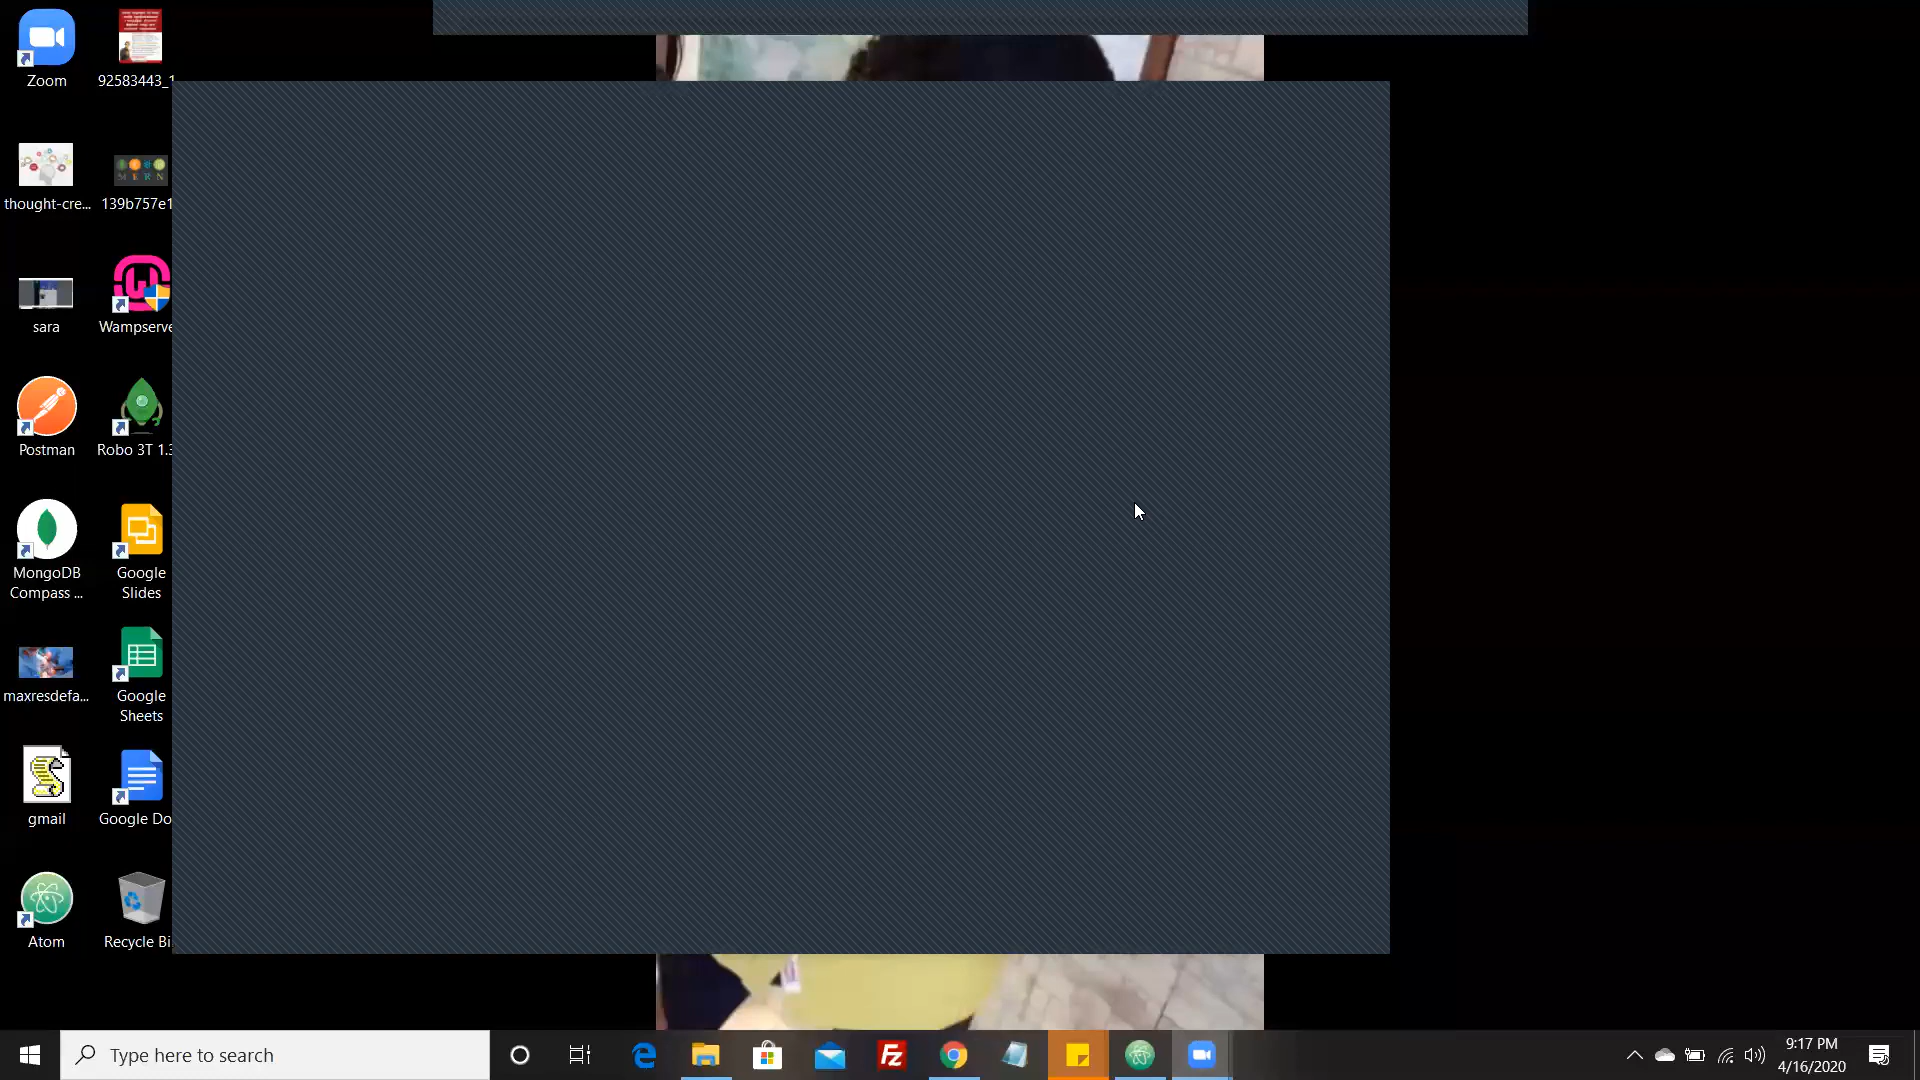 Zoom
92583443_1
thought-cre...
139b757e1
sara
Wampserve
Postman
Robo 3T 1.3
MongoDB
Compass ...
Google
Slides
maxresdefa...
Google
Sheets
gmail
Google Do
Atom
Recycle Bi
Type here to search
9:17 PM
4/16/2020